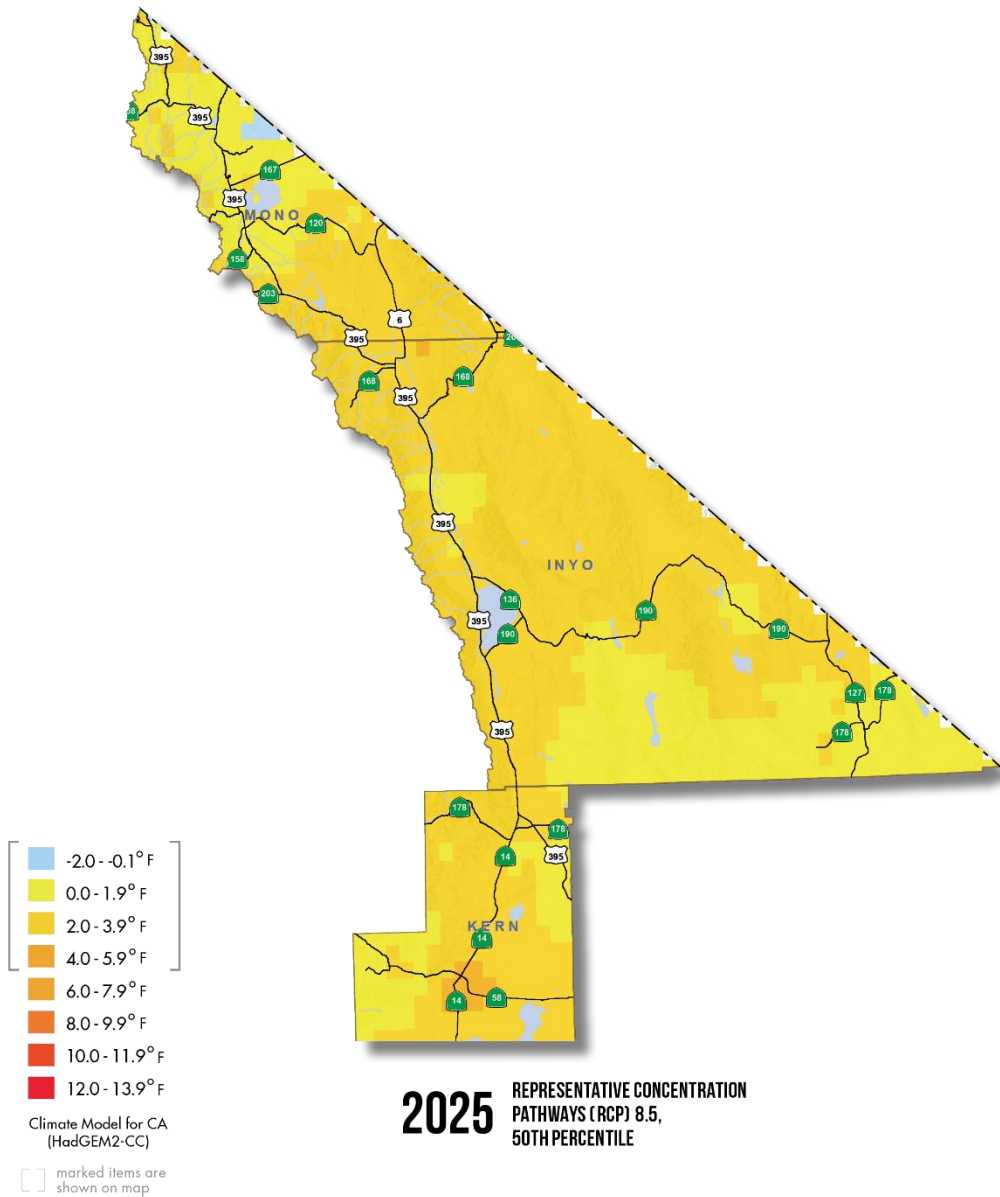 395
395
167
395
MONO
120
158
203
6
395
168
168
395
395
INYO
136
190
395
190
190
127
178
178
395
178
178
14
395
KERN
14
14
58
-2.0 - -0.1° F
0.0 - 1.9° F
2.0 - 3.9° F
4.0 - 5.9° F
6.0 - 7.9° F
8.0 - 9.9° F
10.0 - 11.9° F
12.0 - 13.9° F
Climate Model for CA
(HadGEM2-CC)
marked items are
shown on map
2025
REPRESENTATIVE CONCENTRATION
PATHWAYS (RCP) 8.5,
50TH PERCENTILE